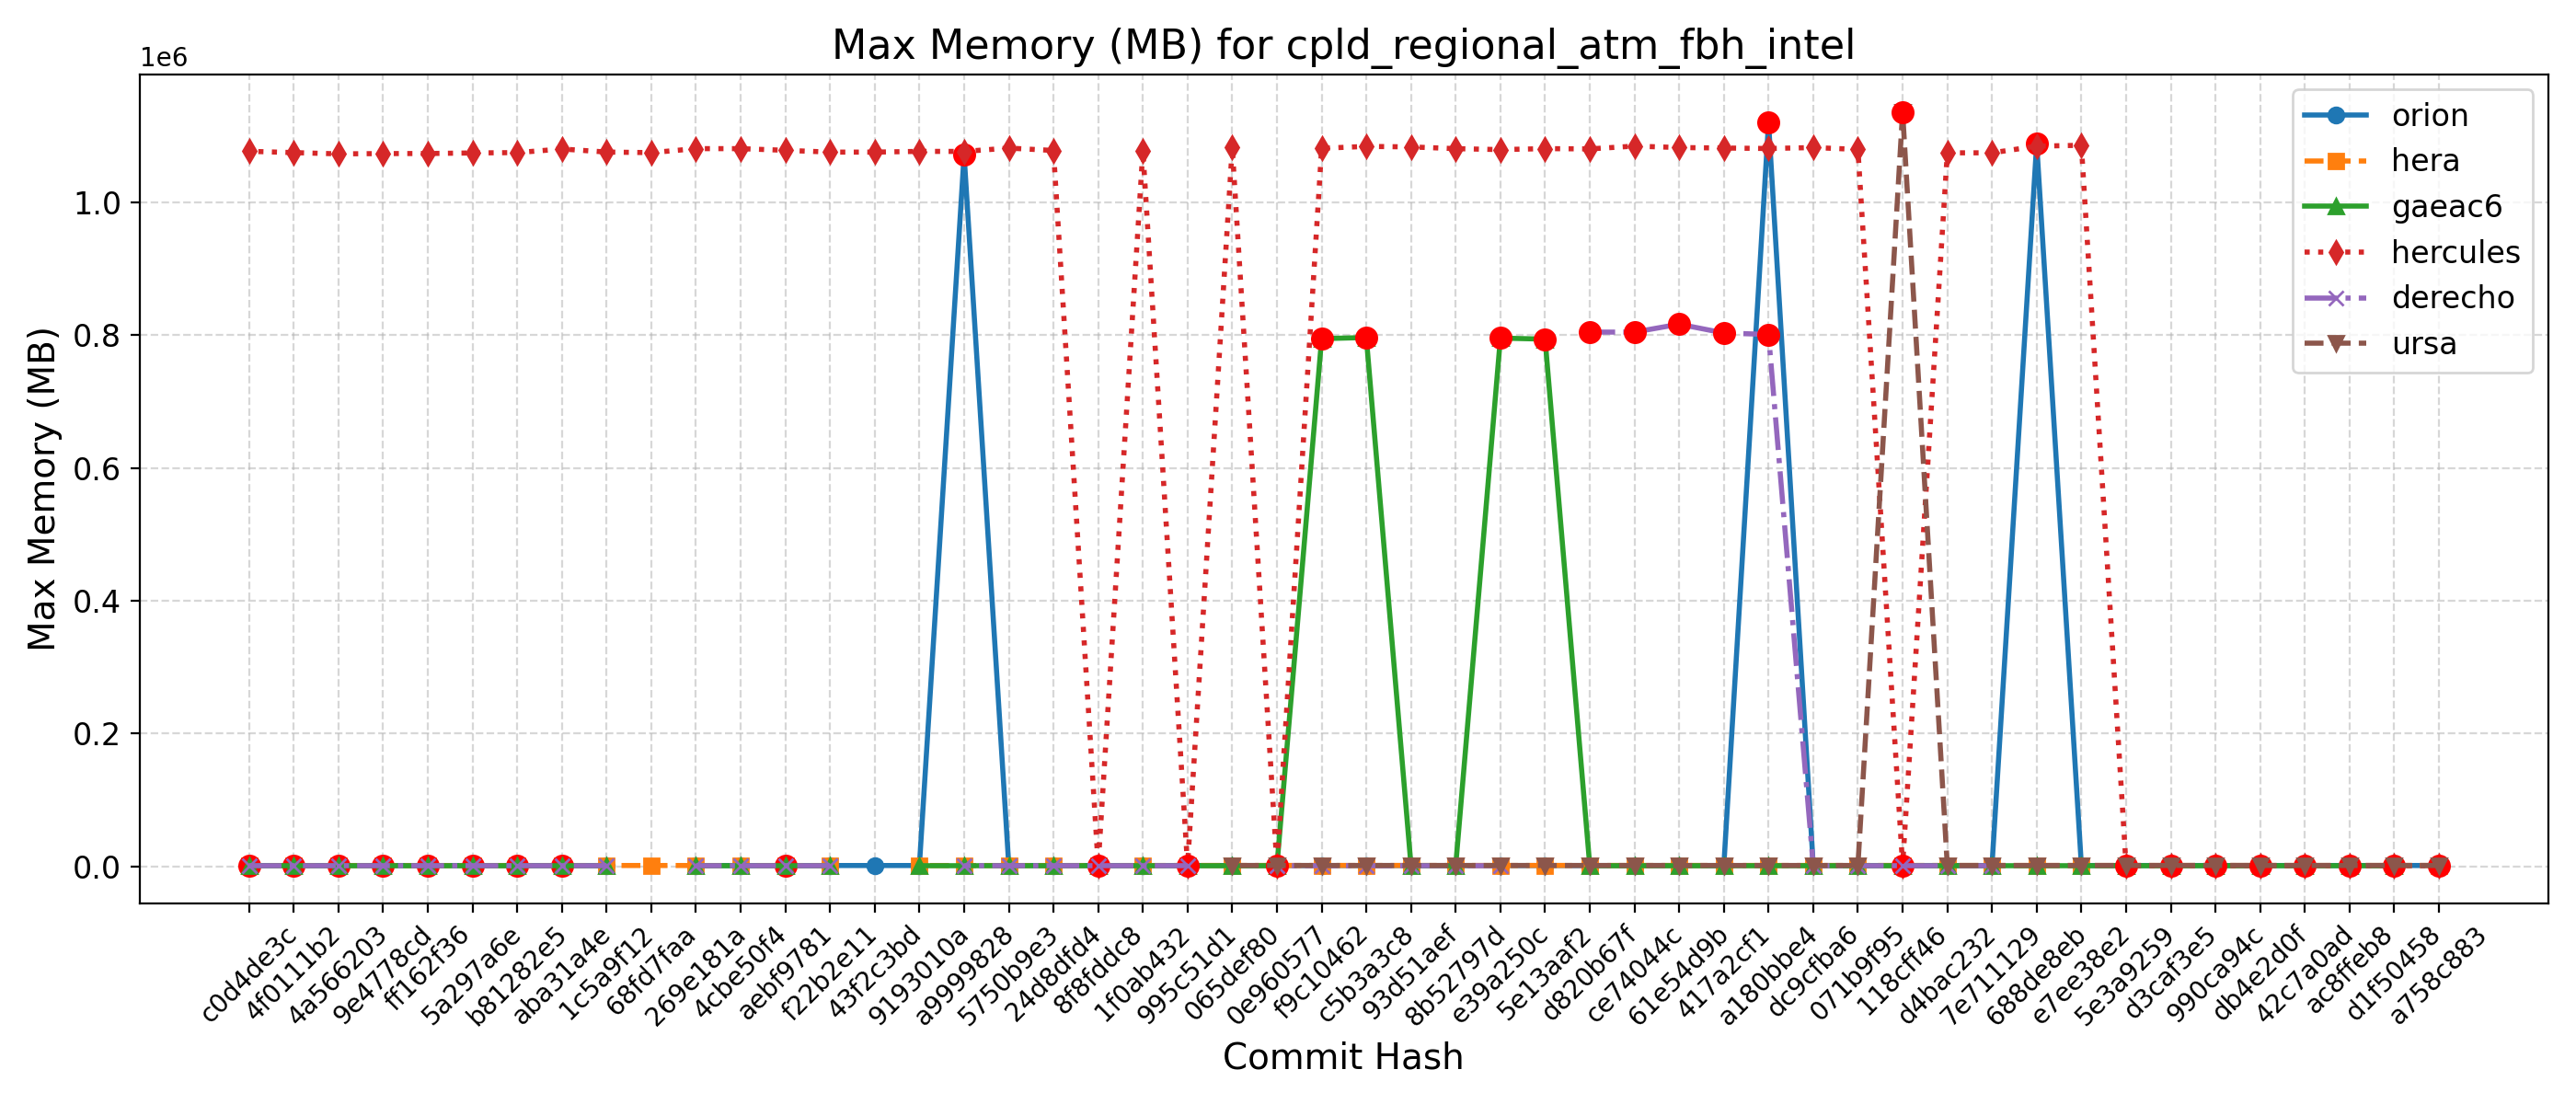 Max Memory (MB) for cpld_regional_atm_fbh_intel
1e6
1.0
0.8
0.6
0.4
0.2
0.0
Max Memory (MB)
orion
hera
gaeac6
hercules
derecho
ursa
c0d4de3c
4f0111b2
4a566203
9e4778cd
ff162f36
5a297a6e
b81282e5
aba31a4e
1c5a9f12
68fd7faa
269e181a
4cbe50f4
aebf9781
f22b2e11
43f2c3bd
9193010a
a9999828
5750b9e3
24d8dfd4
8f8fddc8
1f0ab432
995c51d1
065def80
0e960577
f9c10462
c5b3a3c8
93d51aef
8b52797d
e39a250c
5e13aaf2
d820b67f
ce74044c
61e54d9b
417a2cf1
a180bbe4
dc9cfba6
071b9f95
118cff46
d4bac232
7e711129
688de8eb
e7ee38e2
5e3a9259
d3caf3e5
990ca94c
db4e2d0f
42c7a0ad
ac8ffeb8
d1f50458
a758c883
Commit Hash